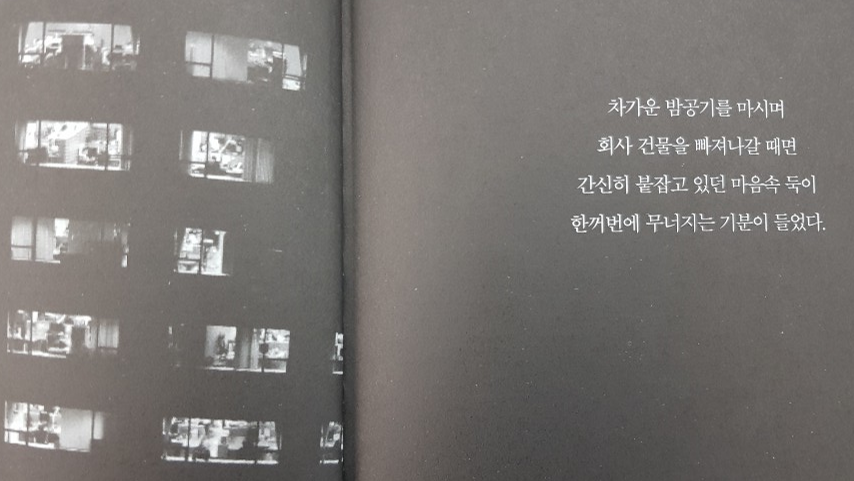 차가운 밤공기를 마시며
회사 건물을 빠져나갈 때면
간신히 붙잡고 있던 마음속 둑이
한꺼번에 무너지는 기분이 들었다.